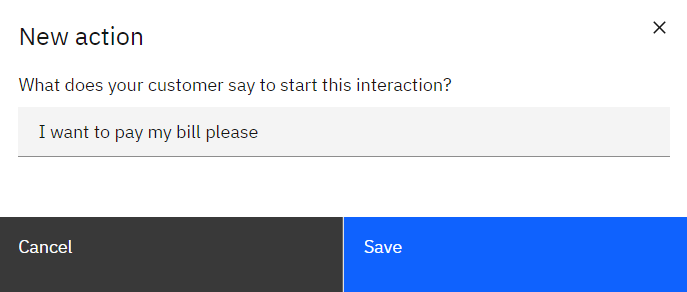 New action
What does your customer say to start this interaction?
I want to pay my bill please
Cancel
Save